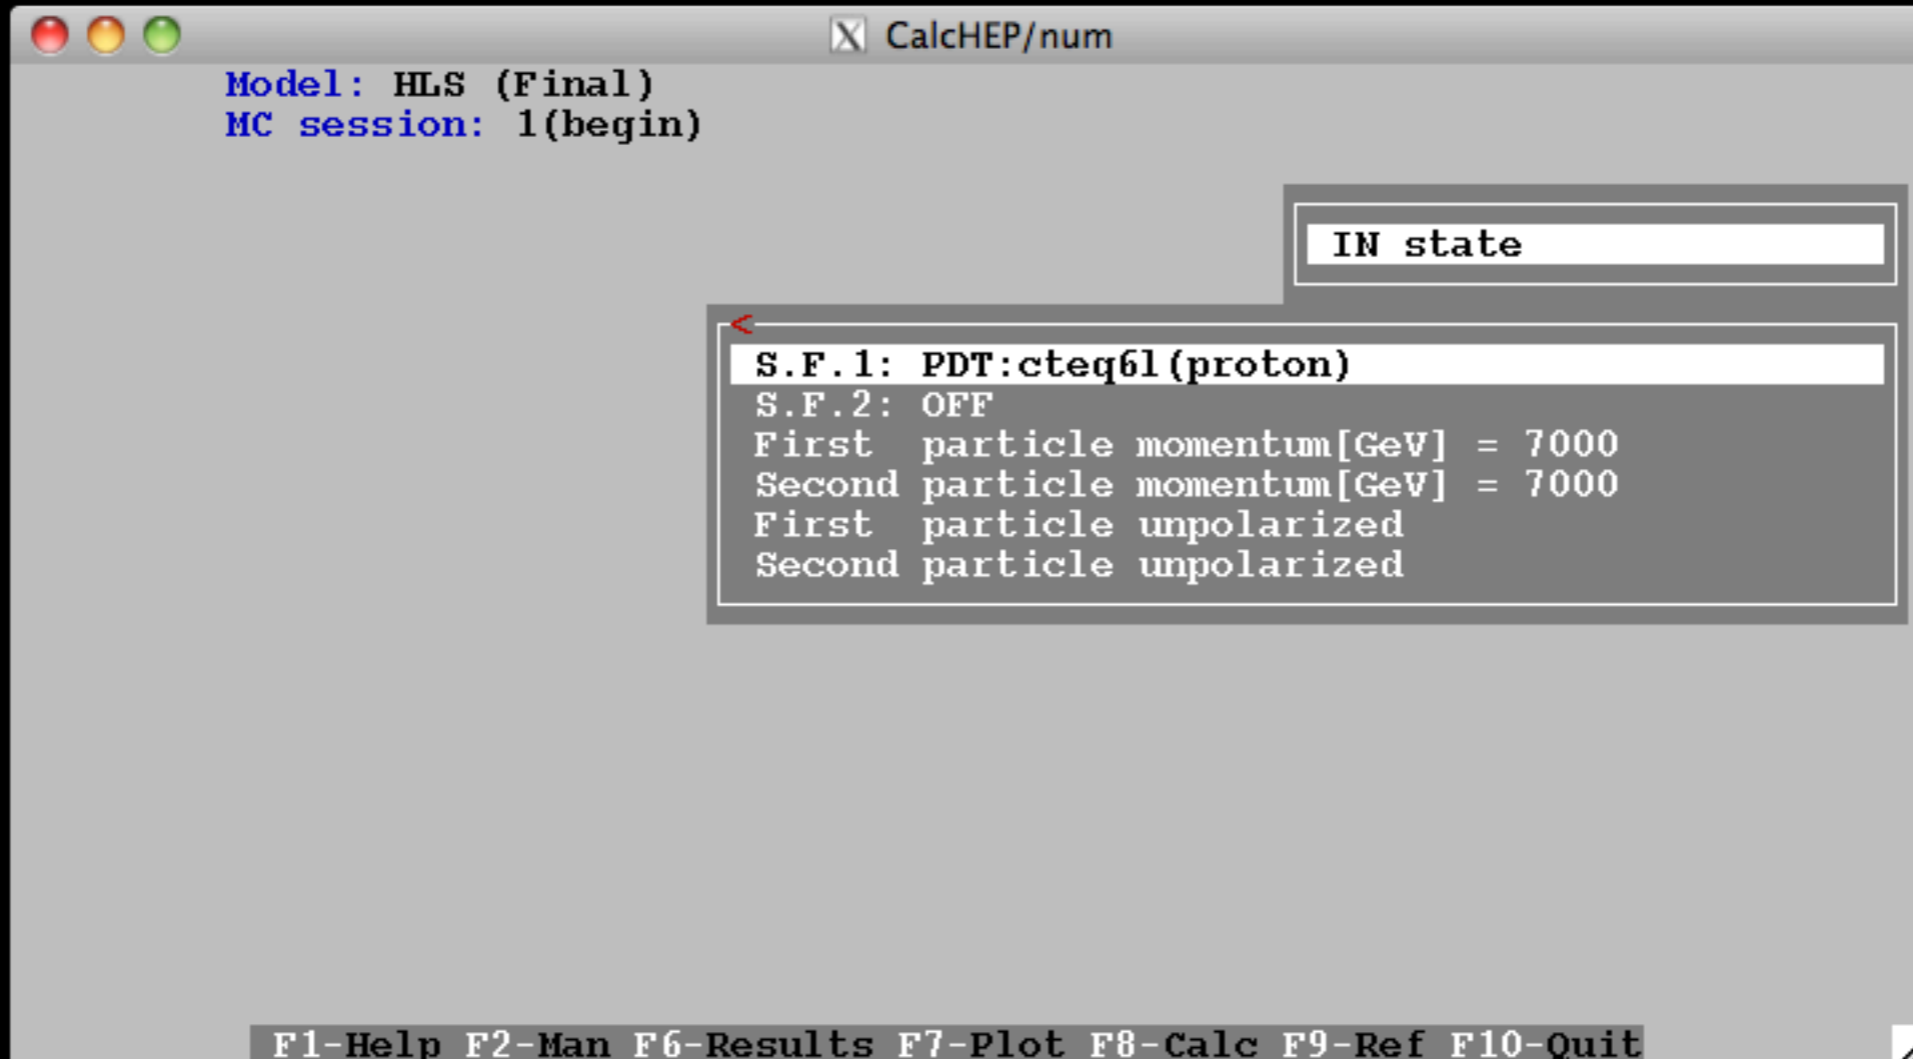 CalcHEP/num
Model: HLS (Final)
MC session: 1(begin)
IN state
<
S.F.1: PDT:cteq6l(proton)
S.F.2: OFF
First particle momentum[GeV] = 7000
Second particle momentum[GeV] = 7000
First particle unpolarized
Second particle unpolarized
F1-Help F2-Man F6-Results F7-Plot F8-Calc F9-Ref F10-Quit